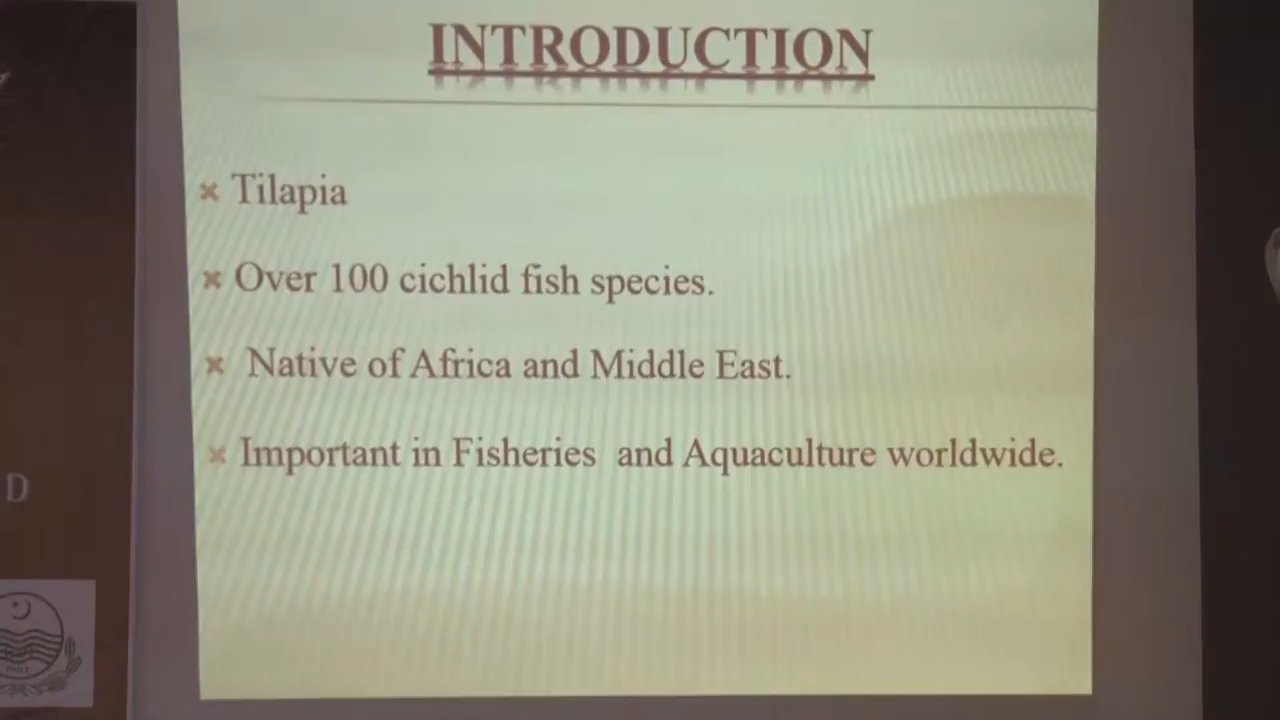 INTRODUCTION
Tilapia
Over 100 cichlid fish species.
Native of Africa and Middle East.
Important in Fisheries and Aquaculture worldwide.
D